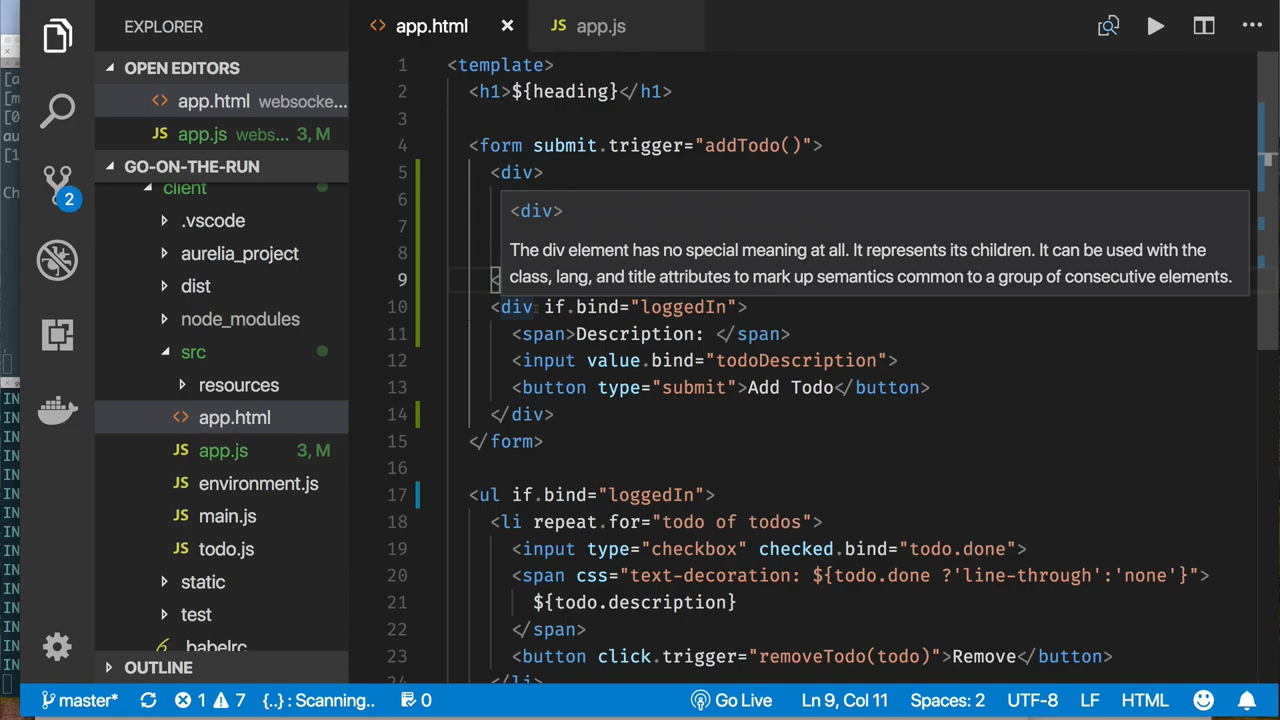 EXPLORER
OPEN EDITORS
app.html websocke...
JS app.js webs... 3, M
GO-ON-THE-RUN
client
.vscode
aurelia_project
dist
node_modules
src
resources
app.html
JS app.js 3, M
JS environment.js
JS main.js
JS todo.js
static
test
.babelrc
OUTLINE
2
app.html
JS app.js
1 <template>
2 <h1>${heading}</h1>
3
4 <form submit.trigger="addTodo()">
5 <div>
6
7
8
9 <
<div>
The div element has no special meaning at all. It represents its children. It can be used with the
class, lang, and title attributes to mark up semantics common to a group of consecutive elements.
10 <div if.bind="loggedIn">
11 <span>Description: </span>
12 <input value.bind="todoDescription">
13 <button type="submit">Add Todo</button>
14 </div>
15 </form>
16
17 <ul if.bind="loggedIn">
18 <li repeat.for="todo of todos">
19 <input type="checkbox" checked.bind="todo.done">
20 <span css="text-decoration: ${todo.done ?'line-through':'none'}">
21 ${todo.description}
22 </span>
23 <button click.trigger="removeTodo(todo)">Remove</button>
24 </li>
master* 1 7 {..} : Scanning.. 0 Go Live Ln 9, Col 11 Spaces: 2 UTF-8 LF HTML